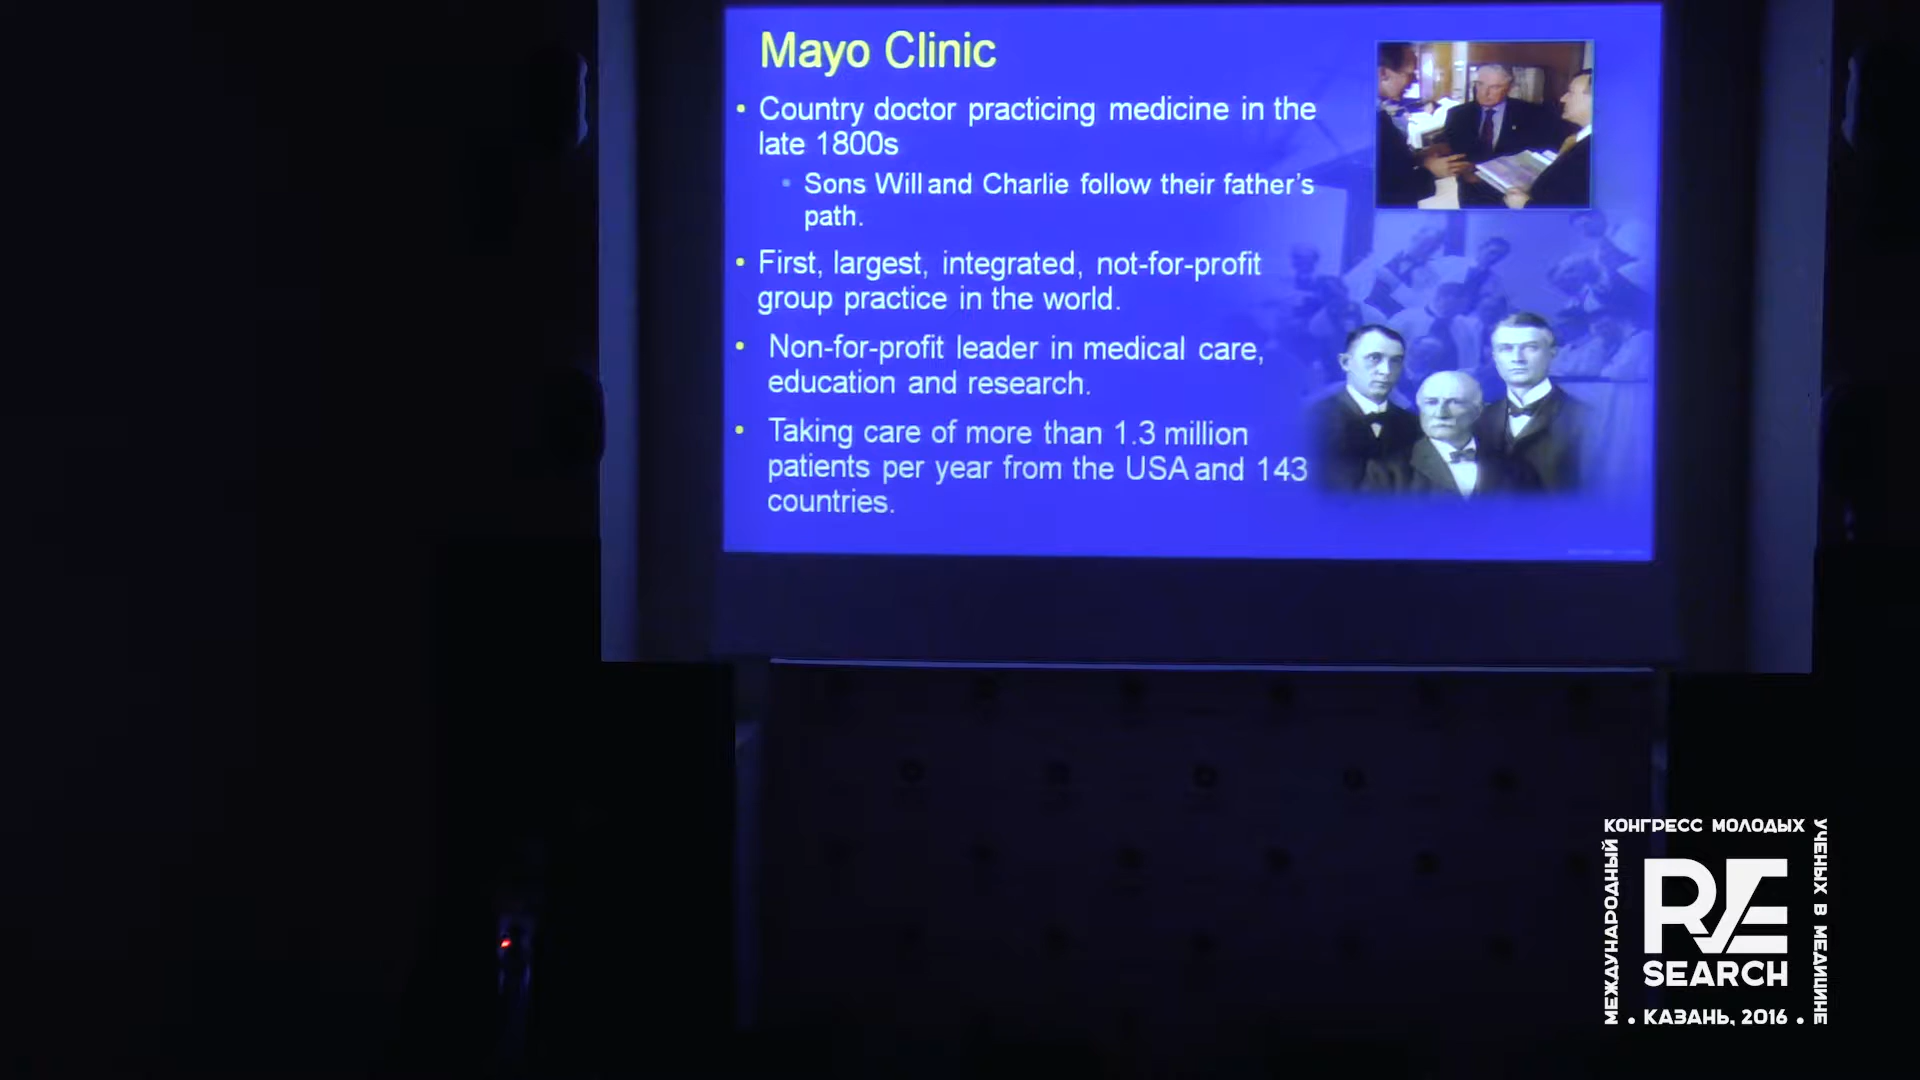 Mayo Clinic
• Country doctor practicing medicine in the
late 1800s
• Sons Will and Charlie follow their father's
path.
• First, largest, integrated, not-for-profit
group practice in the world.
• Non-for-profit leader in medical care,
education and research.
• Taking care of more than 1.3 million
patients per year from the USA and 143
countries.
МЕЖДУНАРОДНЫЙ
КОНГРЕСС МОЛОДЫХ
УЧЕНЫХ В МЕДИЦИНЕ
RE
SEARCH
• КАЗАНЬ, 2016 •